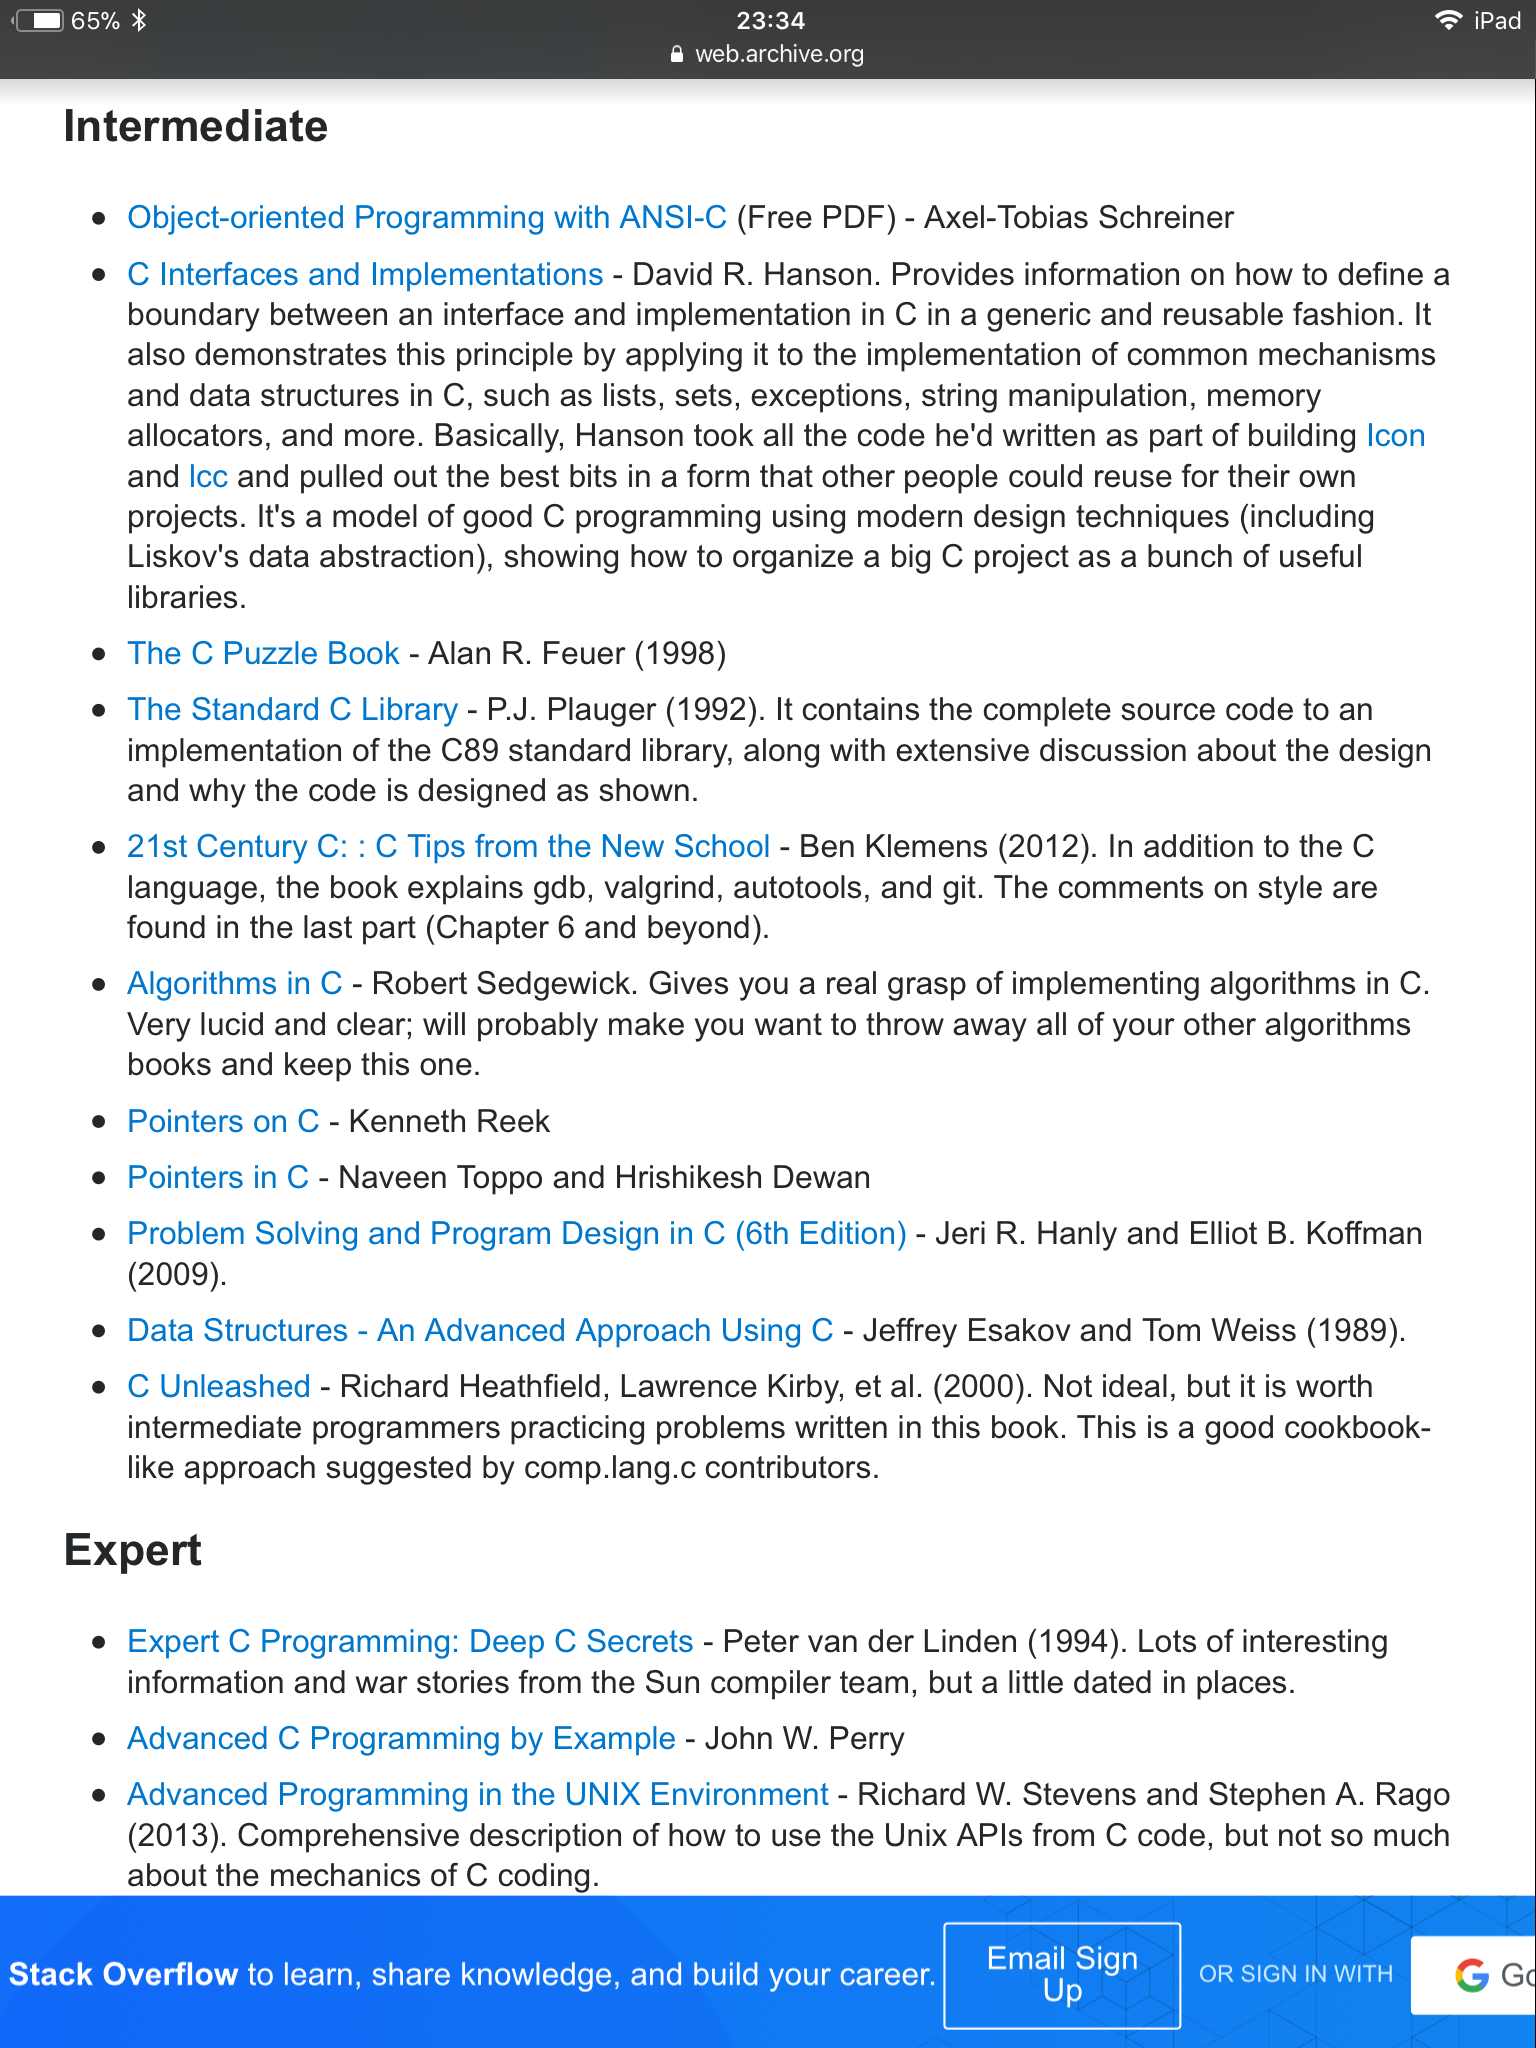 65%
23:34
iPad
web.archive.org
Intermediate
• Object-oriented Programming with ANSI-C (Free PDF) - Axel-Tobias Schreiner
• C Interfaces and Implementations - David R. Hanson. Provides information on how to define a
boundary between an interface and implementation in C in a generic and reusable fashion. It
also demonstrates this principle by applying it to the implementation of common mechanisms
and data structures in C, such as lists, sets, exceptions, string manipulation, memory
allocators, and more. Basically, Hanson took all the code he'd written as part of building Icon
and lcc and pulled out the best bits in a form that other people could reuse for their own
projects. It's a model of good C programming using modern design techniques (including
Liskov's data abstraction), showing how to organize a big C project as a bunch of useful
libraries.
• The C Puzzle Book - Alan R. Feuer (1998)
• The Standard C Library - P.J. Plauger (1992). It contains the complete source code to an
implementation of the C89 standard library, along with extensive discussion about the design
and why the code is designed as shown.
• 21st Century C: : C Tips from the New School - Ben Klemens (2012). In addition to the C
language, the book explains gdb, valgrind, autotools, and git. The comments on style are
found in the last part (Chapter 6 and beyond).
• Algorithms in C - Robert Sedgewick. Gives you a real grasp of implementing algorithms in C.
Very lucid and clear; will probably make you want to throw away all of your other algorithms
books and keep this one.
• Pointers on C - Kenneth Reek
• Pointers in C - Naveen Toppo and Hrishikesh Dewan
• Problem Solving and Program Design in C (6th Edition) - Jeri R. Hanly and Elliot B. Koffman
(2009).
• Data Structures - An Advanced Approach Using C - Jeffrey Esakov and Tom Weiss (1989).
• C Unleashed - Richard Heathfield, Lawrence Kirby, et al. (2000). Not ideal, but it is worth
intermediate programmers practicing problems written in this book. This is a good cookbook-
like approach suggested by comp.lang.c contributors.
Expert
• Expert C Programming: Deep C Secrets - Peter van der Linden (1994). Lots of interesting
information and war stories from the Sun compiler team, but a little dated in places.
• Advanced C Programming by Example - John W. Perry
• Advanced Programming in the UNIX Environment - Richard W. Stevens and Stephen A. Rago
(2013). Comprehensive description of how to use the Unix APIs from C code, but not so much
about the mechanics of C coding.
Stack Overflow to learn, share knowledge, and build your career.
Email Sign
Up
OR SIGN IN WITH